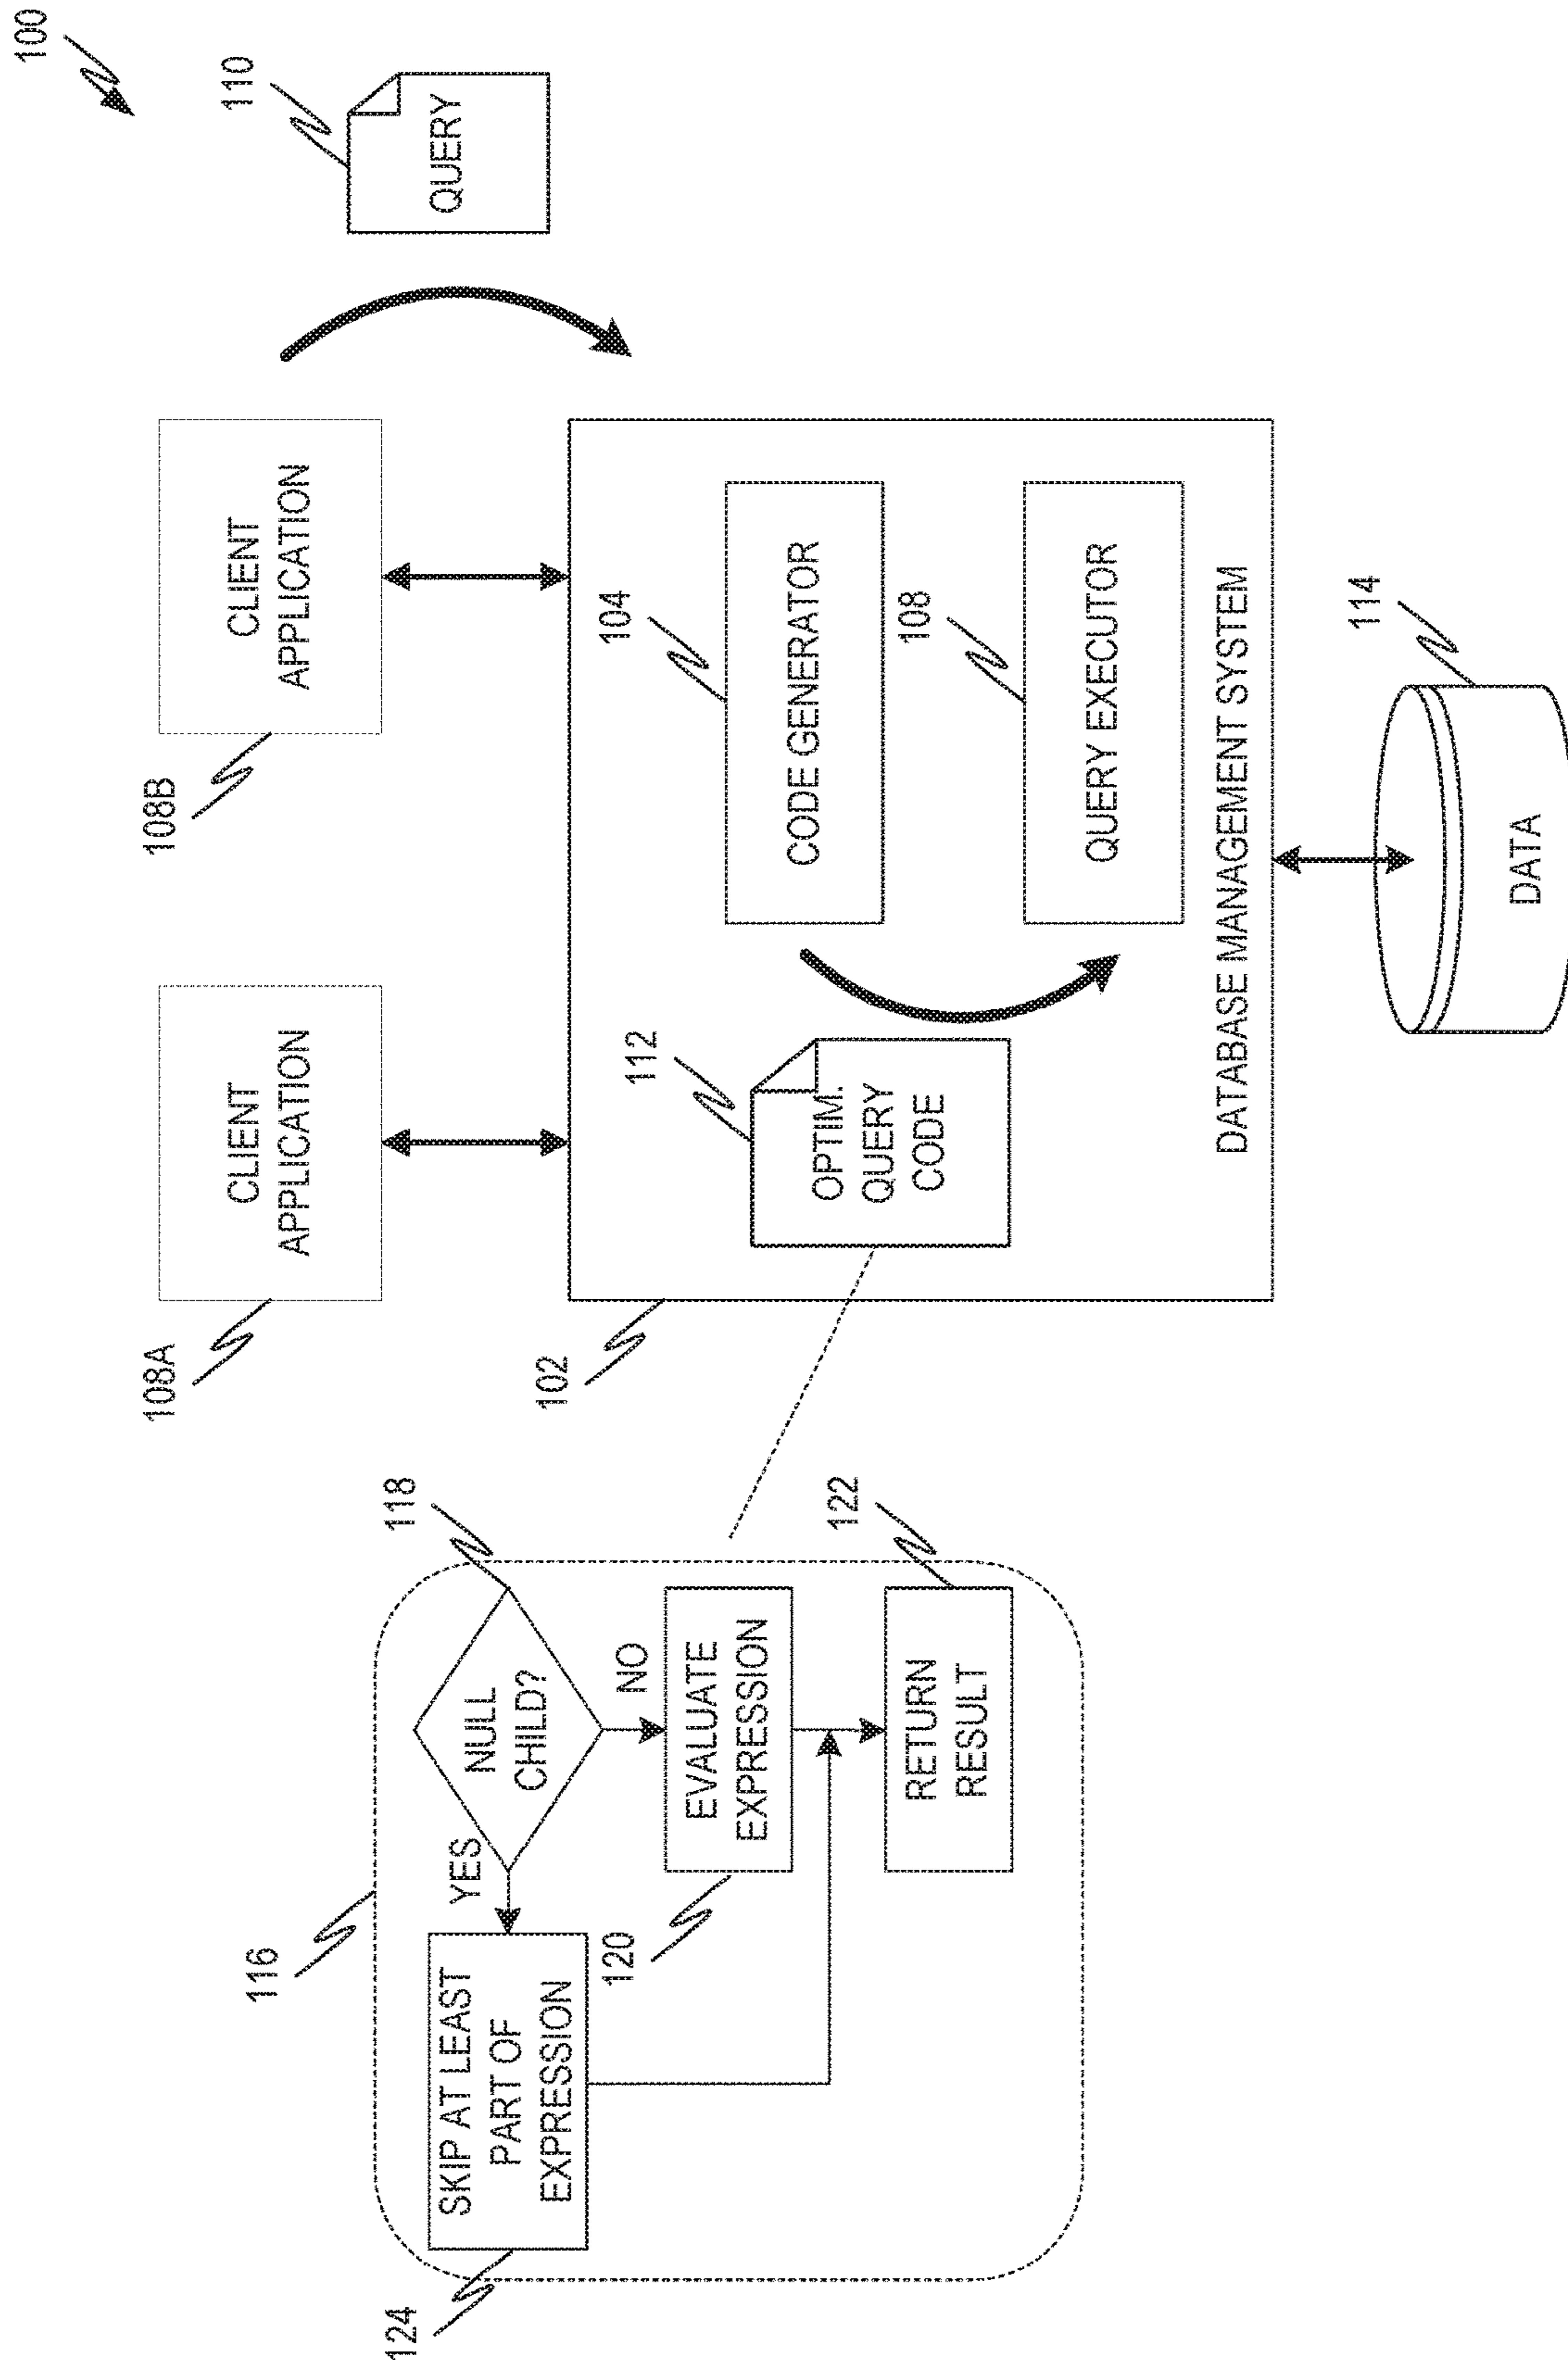 100
110
QUERY
CLIENT
APPLICATION
108A
CLIENT
APPLICATION
108B
102
104
CODE GENERATOR
112
OPTIM.
QUERY
CODE
108
QUERY EXECUTOR
DATABASE MANAGEMENT SYSTEM
114
DATA
116
118
NULL
CHILD?
YES
NO
124
SKIP AT LEAST
PART OF
EXPRESSION
120
EVALUATE
EXPRESSION
122
RETURN
RESULT